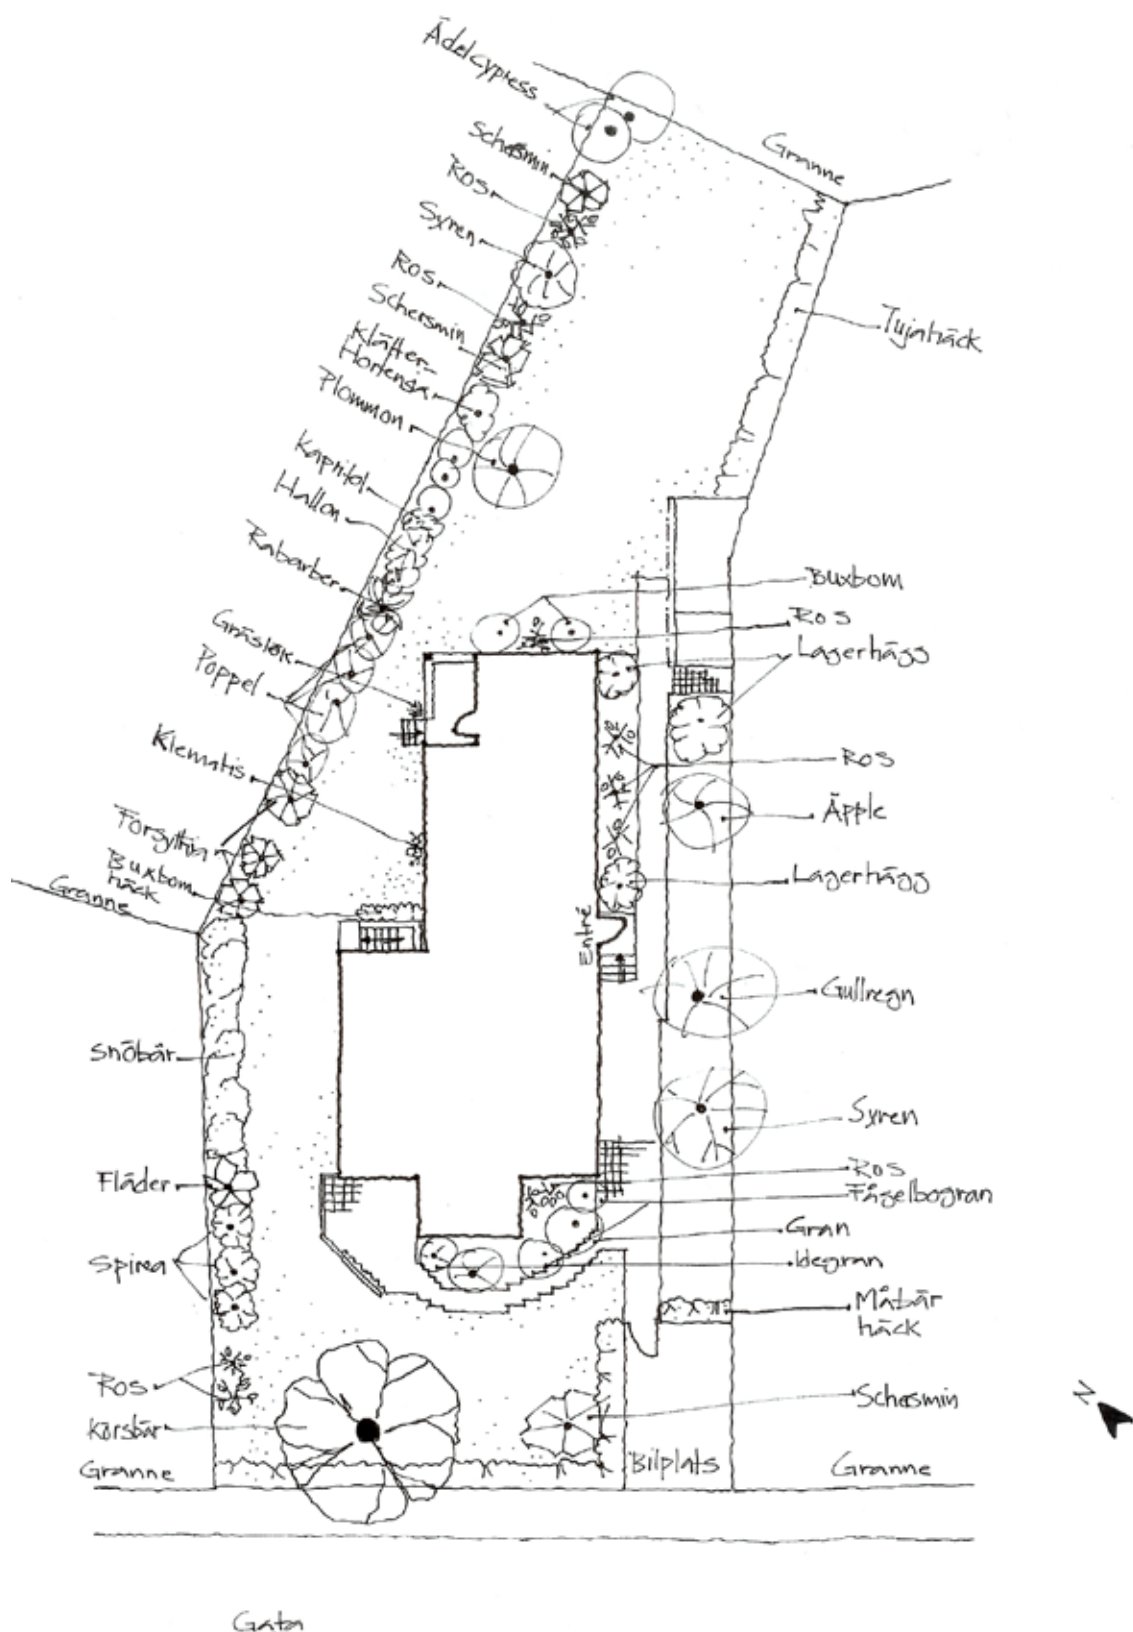 Ädelcypress
Schersmin
Ros
Syren
Ros
Schersmin
Klätter-
Hortensia
Plommon
Kaprifol
Hallon
Rabarber
Gräslök
Poppel
Klematis
Forsythia
Buxbom
häck
Granne
Snöbär
Fläder
Spirea
Ros
Körsbär
Granne
Granne
Tujahäck
Buxbom
Ros
Lagerhägg
Ros
Äpple
Lagerhägg
Entré
Gullregn
Syren
Ros
Fågelbogran
Gran
Idegran
Måbär
häck
Schersmin
N
Bilplats
Granne
Gata